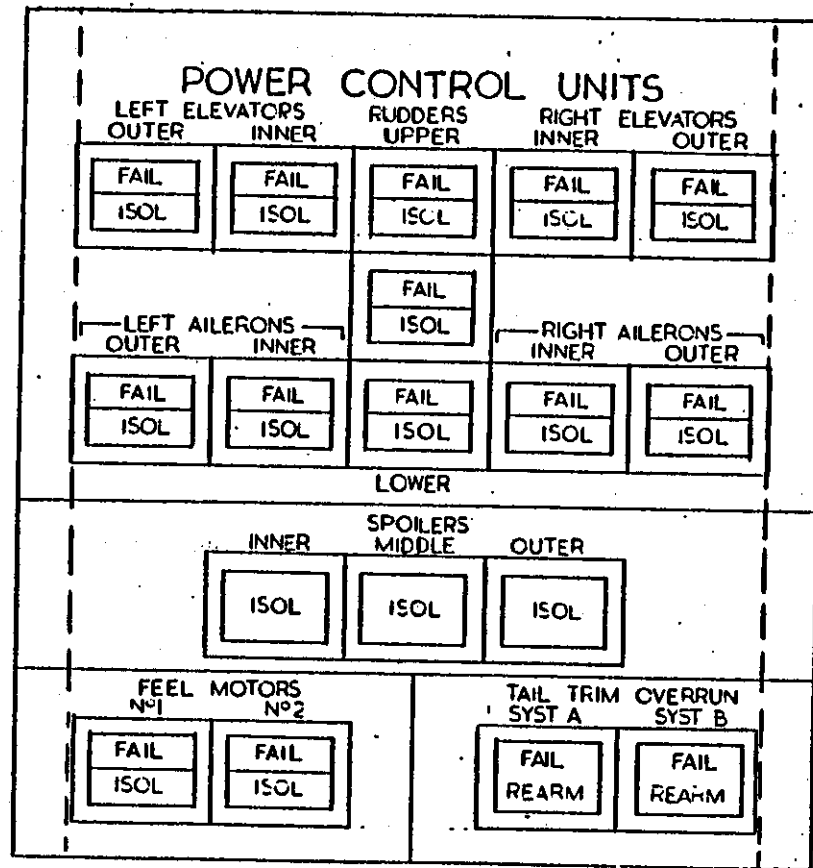 POWER CONTROL UNITS
LEFT ELEVATORS RUDDERS RIGHT ELEVATORS
OUTER INNER UPPER INNER OUTER
FAIL FAIL FAIL FAIL FAIL
ISOL ISOL ISOL ISOL ISOL
FAIL
ISOL
LEFT AILERONS RIGHT AILERONS
OUTER INNER INNER OUTER
FAIL FAIL FAIL FAIL FAIL
ISOL ISOL ISOL ISOL ISOL
LOWER
SPOILERS
INNER MIDDLE OUTER
ISOL ISOL ISOL
FEEL MOTORS
Nº1 Nº2
FAIL FAIL
ISOL ISOL
TAIL TRIM OVERRUN
SYST A SYST B
FAIL FAIL
REARM REARM